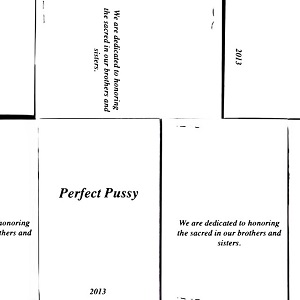 We are dedicated to honoring
the sacred in our brothers and
sisters.
2013
honoring
thers and
Perfect Pussy
2013
We are dedicated to honoring
the sacred in our brothers and
sisters.